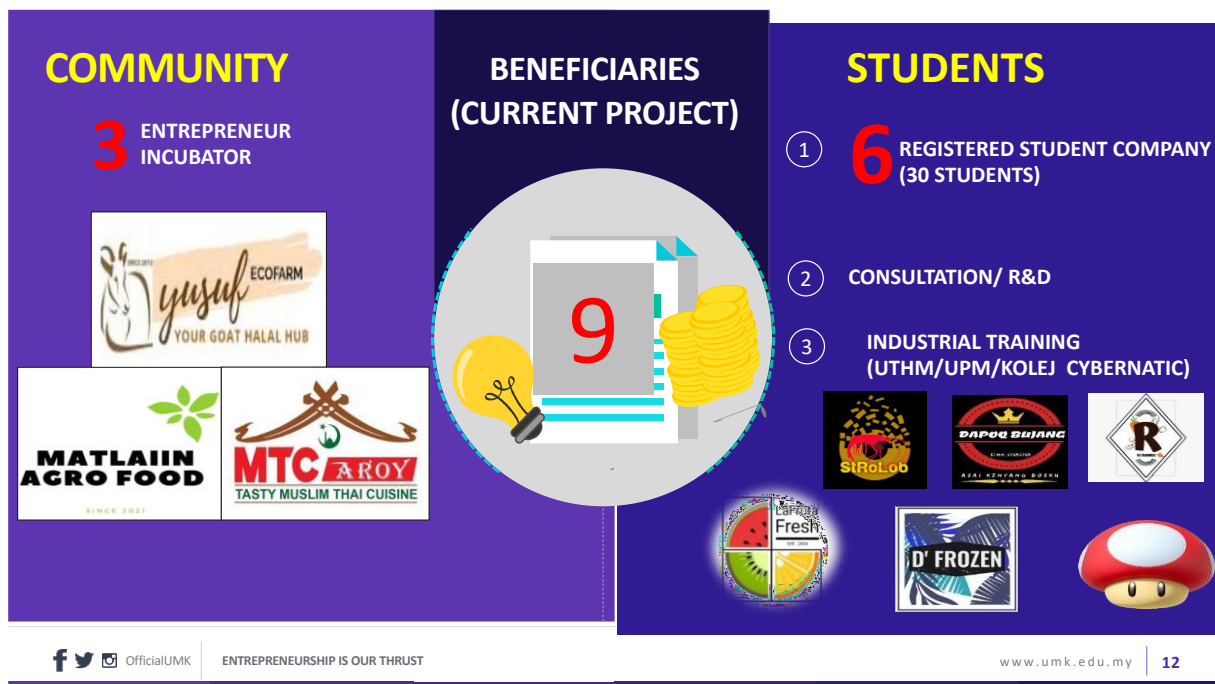 COMMUNITY
3 ENTREPRENEUR
INCUBATOR
SINCE 2019
yusuf
ECOFARM
YOUR GOAT HALAL HUB
MATLAIIN
AGRO FOOD
SINCE 2021
MTC AROY
TASTY MUSLIM THAI CUISINE
BENEFICIARIES
(CURRENT PROJECT)
9
STUDENTS
1 6 REGISTERED STUDENT COMPANY
(30 STUDENTS)
2 CONSULTATION/ R&D
3 INDUSTRIAL TRAINING
(UTHM/UPM/KOLEJ CYBERNATIC)
StRoLob
DAPOQ BUJANG
ASAI KENYANG BOSKU
R
Fresh
D' FROZEN
OfficialUMK
ENTREPRENEURSHIP IS OUR THRUST
www.umk.edu.my
12